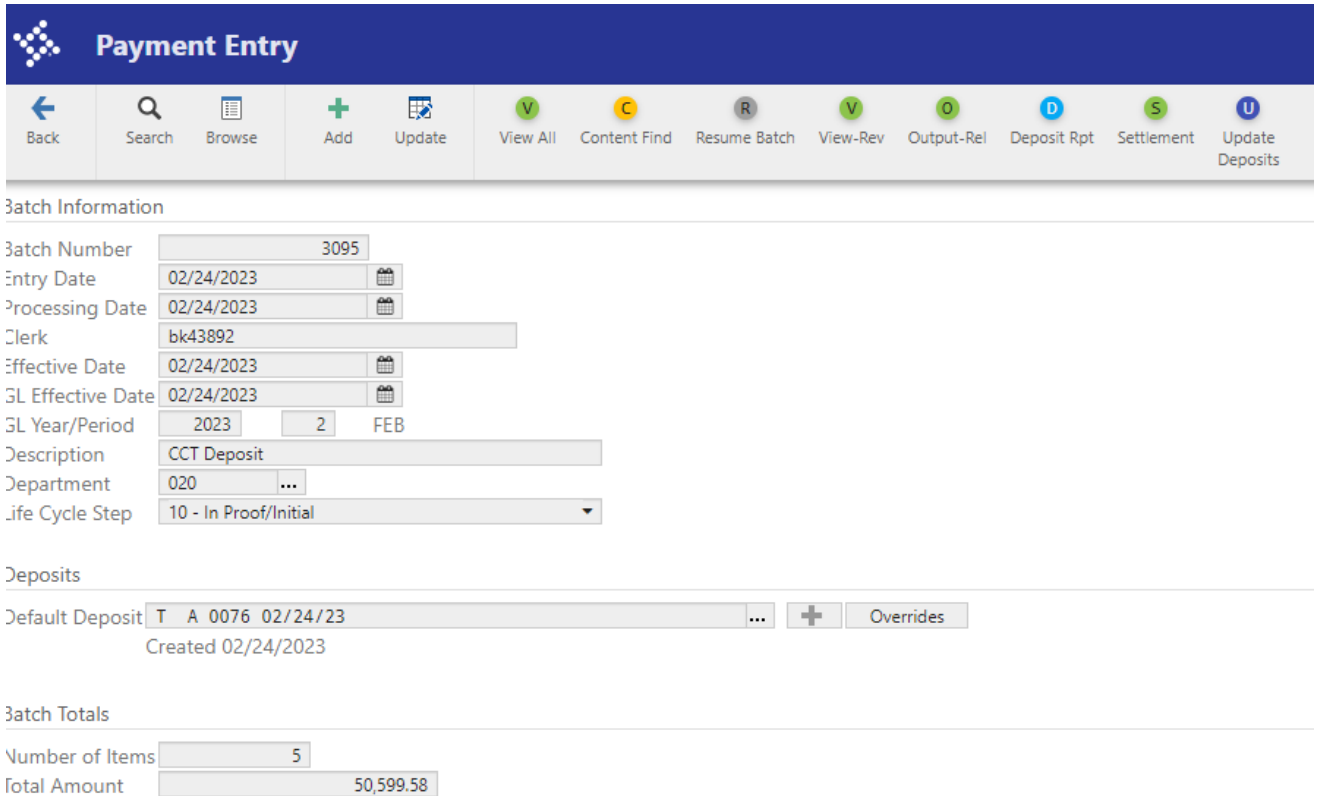 Payment Entry
Back Search Browse Add Update V View All C Content Find R Resume Batch V View-Rev O Output-Rel D Deposit Rpt S Settlement U Update Deposits
Batch Information
Batch Number 3095
Entry Date 02/24/2023
Processing Date 02/24/2023
Clerk bk43892
Effective Date 02/24/2023
GL Effective Date 02/24/2023
GL Year/Period 2023 2 FEB
Description CCT Deposit
Department 020 ...
Life Cycle Step 10 - In Proof/Initial
Deposits
Default Deposit T A 0076 02/24/23 ... Overrides
Created 02/24/2023
Batch Totals
Number of Items 5
Total Amount 50,599.58